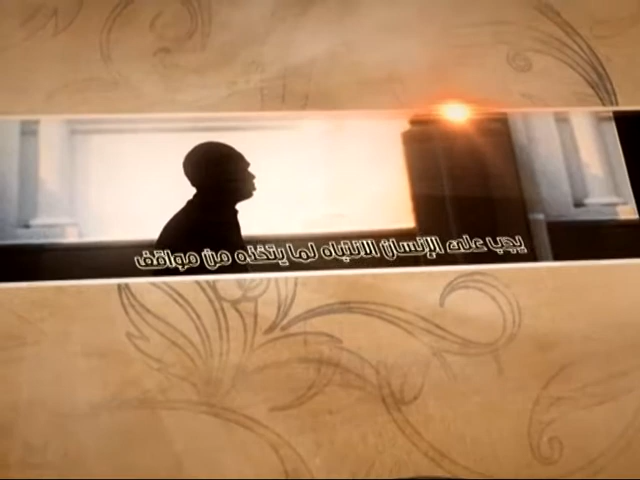 يجب على الإنسان الانتباه لما يتخذه من مواقف